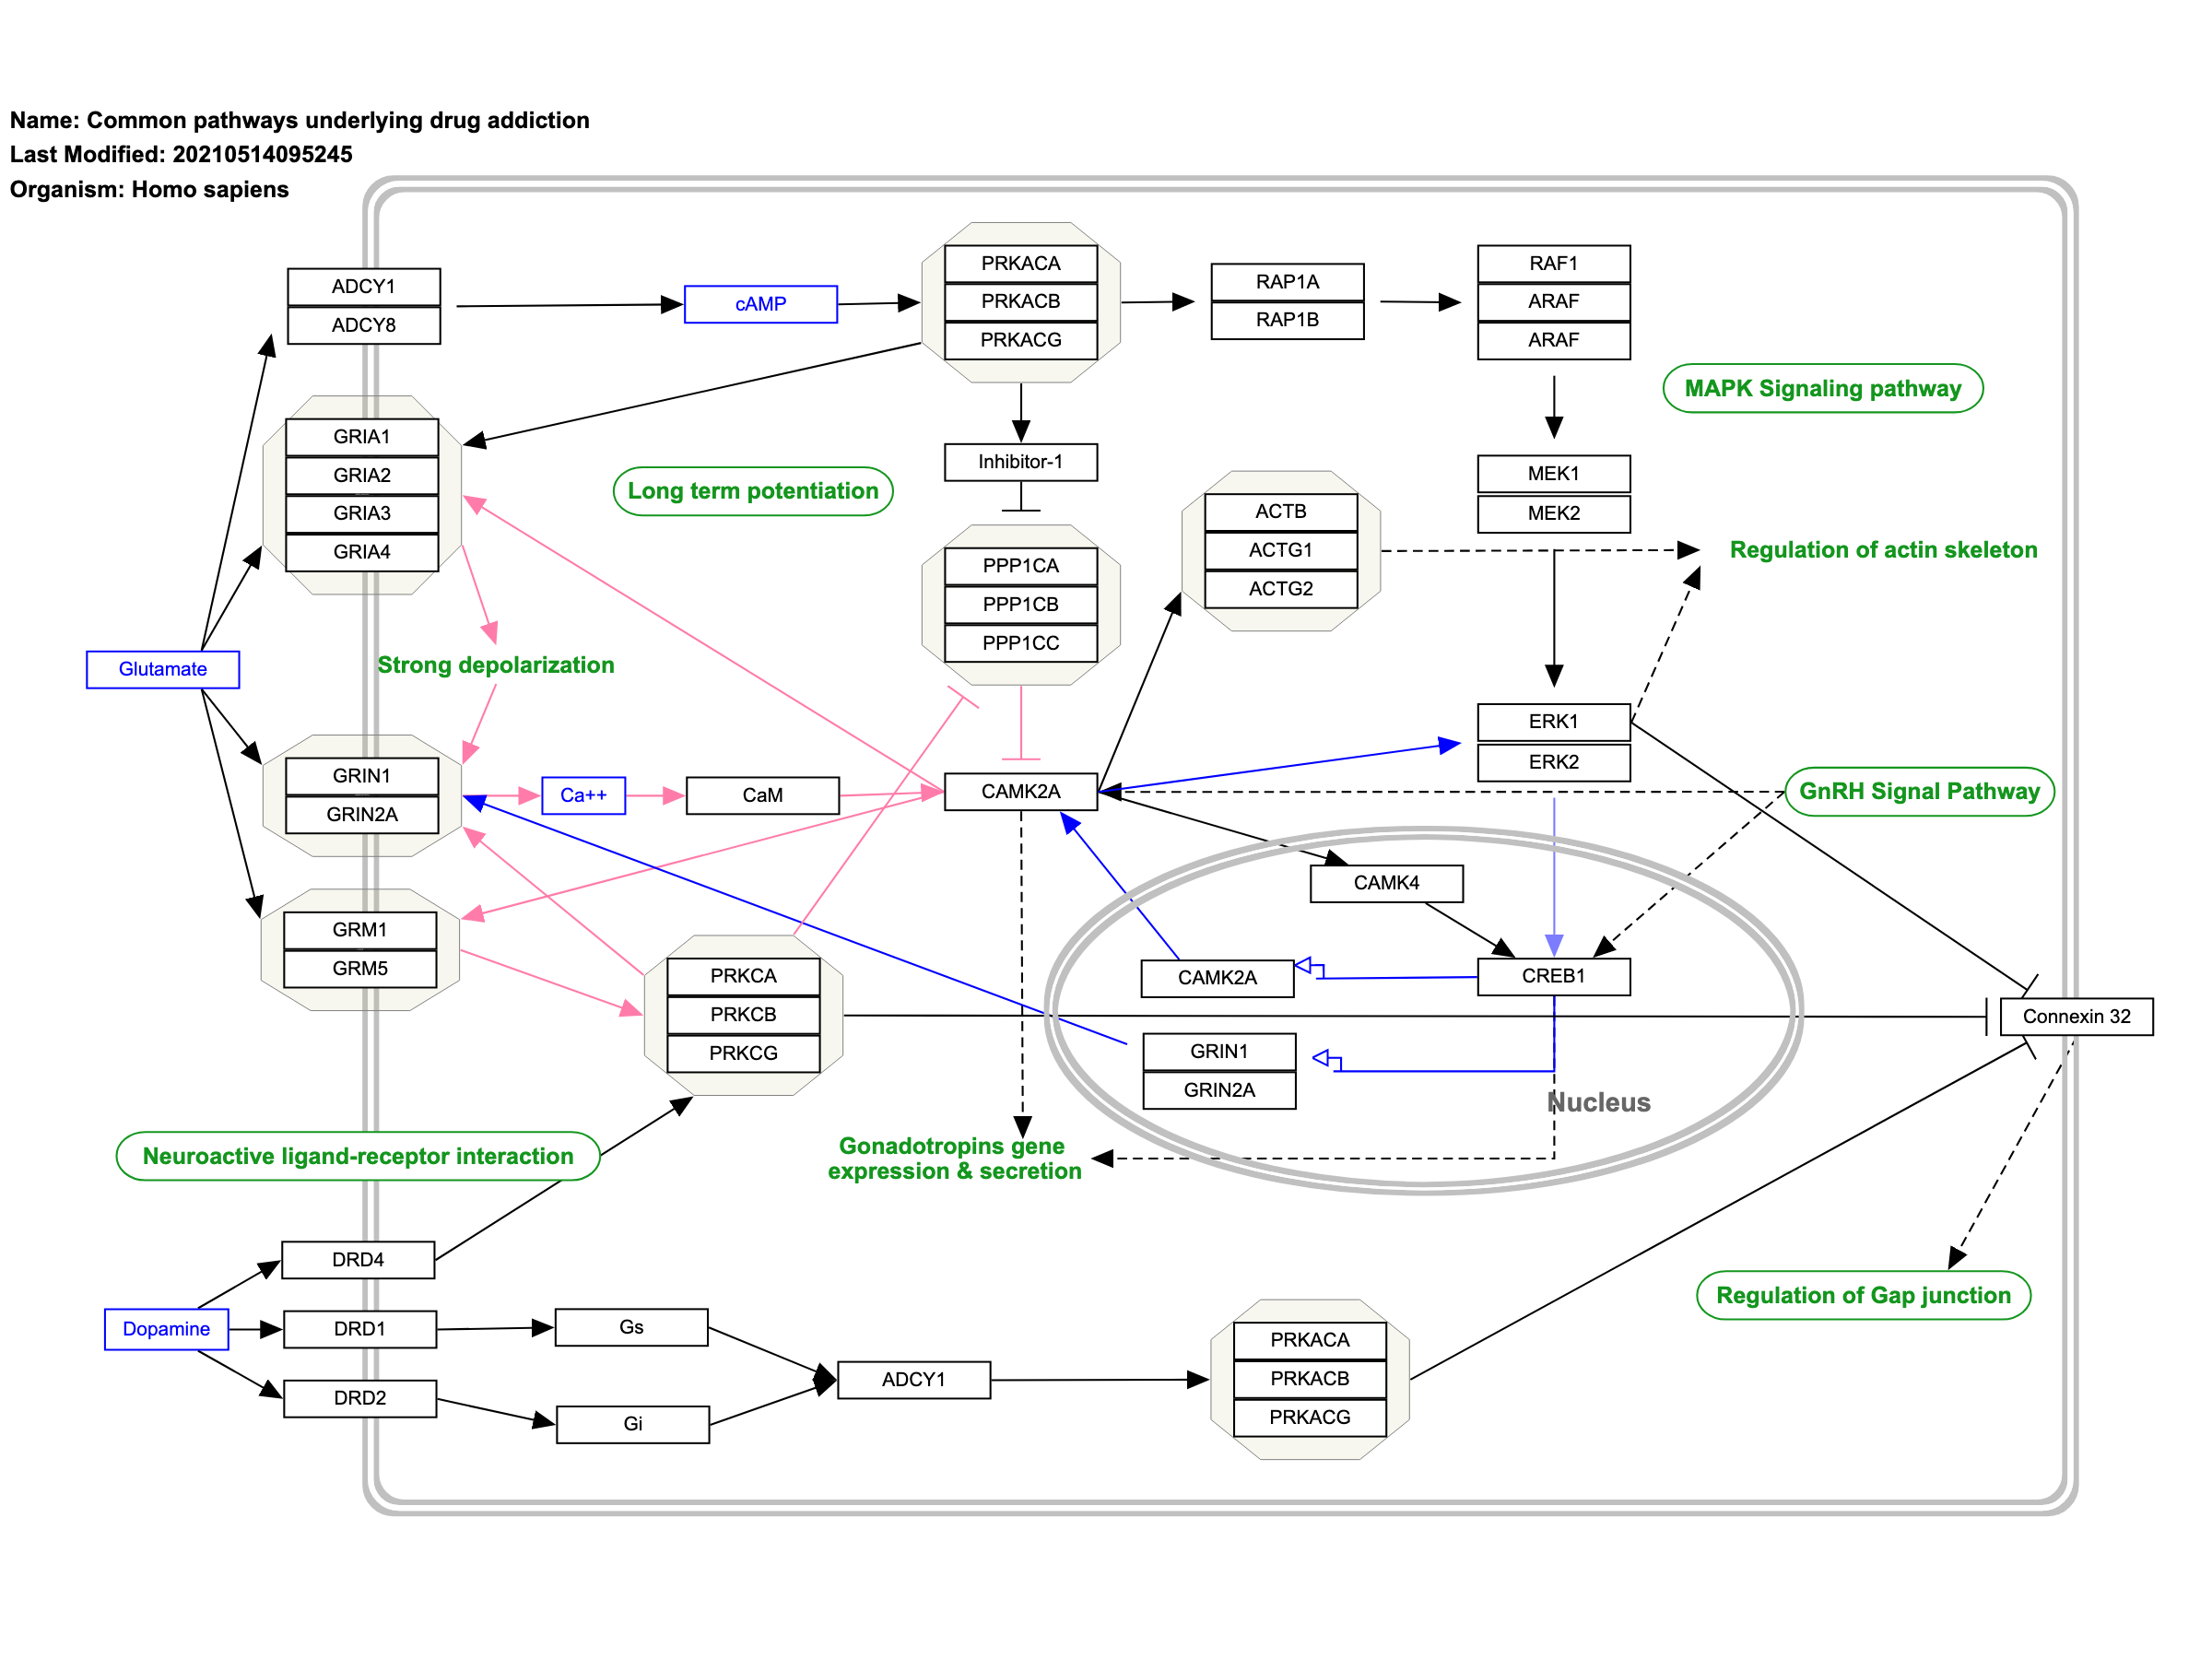 Name: Common pathways underlying drug addiction
Last Modified: 20210514095245
Organism: Homo sapiens
ADCY1
ADCY8
cAMP
PRKACA
PRKACB
PRKACG
RAP1A
RAP1B
RAF1
ARAF
ARAF
MAPK Signaling pathway
GRIA1
GRIA2
GRIA3
GRIA4
Long term potentiation
Inhibitor-1
MEK1
MEK2
ACTB
ACTG1
ACTG2
Regulation of actin skeleton
PPP1CA
PPP1CB
PPP1CC
Glutamate
Strong depolarization
ERK1
ERK2
GRIN1
GRIN2A
Ca++
CaM
CAMK2A
GnRH Signal Pathway
CAMK4
GRM1
GRM5
PRKCA
PRKCB
PRKCG
CAMK2A
CREB1
Connexin 32
GRIN1
GRIN2A
Nucleus
Neuroactive ligand-receptor interaction
Gonadotropins gene
expression & secretion
DRD4
Dopamine
DRD1
DRD2
Gs
Gi
ADCY1
PRKACA
PRKACB
PRKACG
Regulation of Gap junction